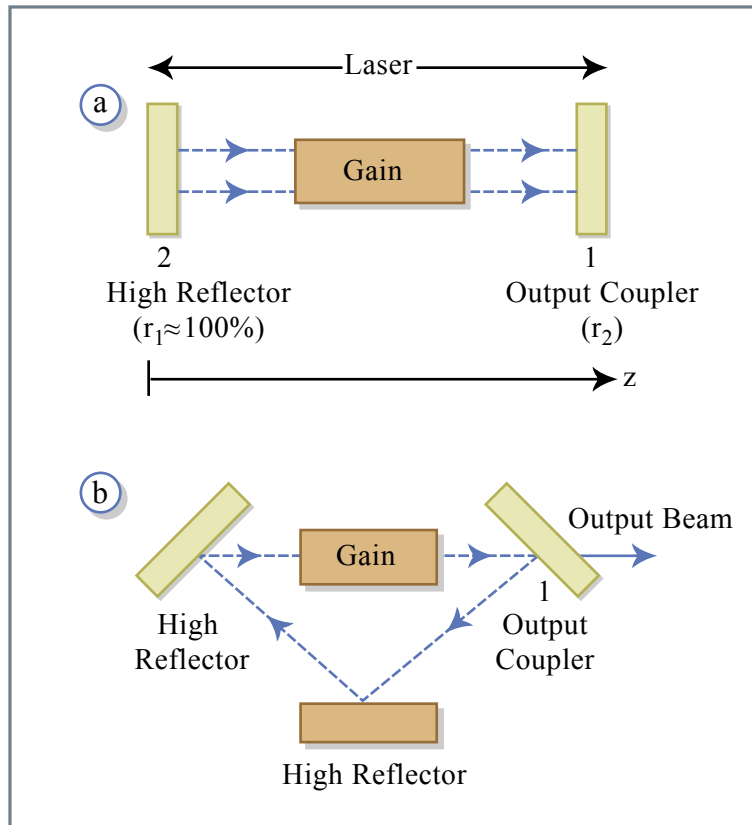 Laser
a
Gain
2
High Reflector
(r₁≈100%)
1
Output Coupler
(r₂)
z
b
Output Beam
Gain
1
Output
Coupler
High
Reflector
High Reflector